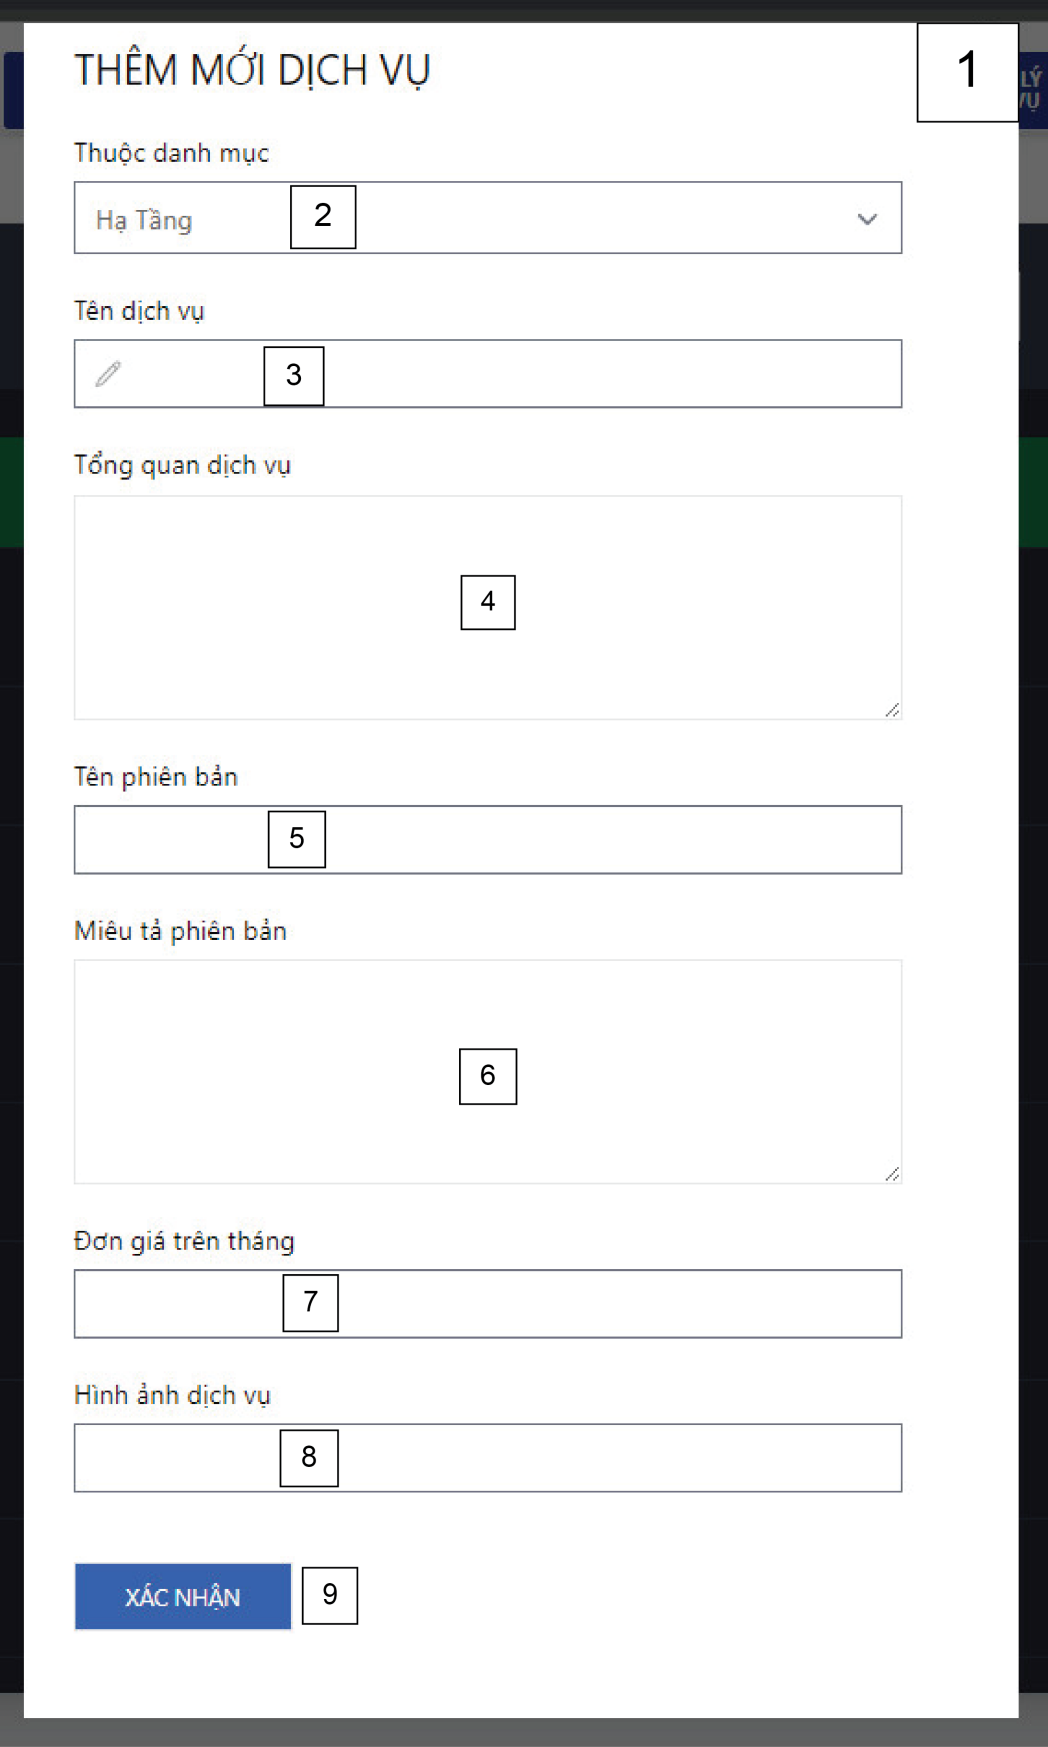 THÊM MỚI DỊCH VỤ
1
LÝ
VỤ
Thuộc danh mục
Hạ Tầng
2
Tên dịch vụ
3
Tổng quan dịch vụ
4
Tên phiên bản
5
Miêu tả phiên bản
6
Đơn giá trên tháng
7
Hình ảnh dịch vụ
8
XÁC NHẬN
9